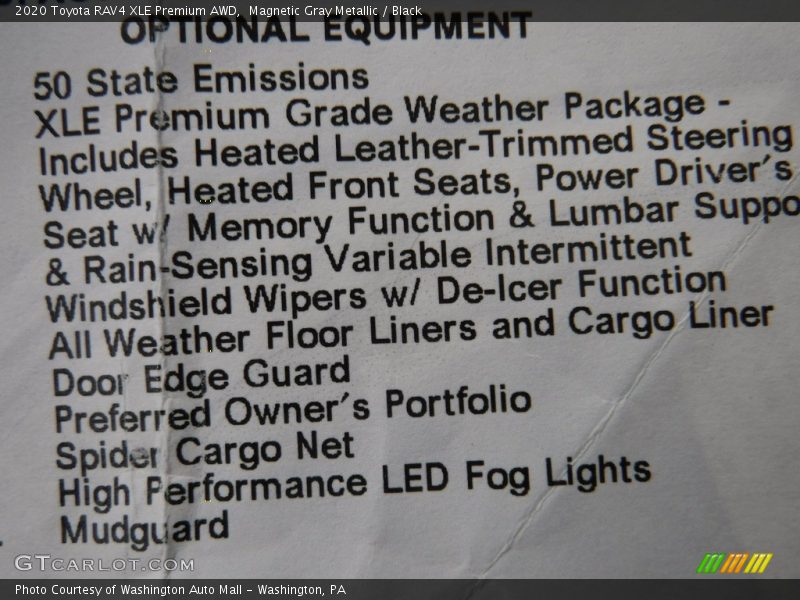 2020 Toyota RAV4 XLE Premium AWD, Magnetic Gray Metallic / Black
OPTIONAL EQUIPMENT
50 State Emissions
XLE Premium Grade Weather Package -
Includes Heated Leather-Trimmed Steering
Wheel, Heated Front Seats, Power Driver's
Seat w/ Memory Function & Lumbar Suppo
& Rain-Sensing Variable Intermittent
Windshield Wipers w/ De-Icer Function
All Weather Floor Liners and Cargo Liner
Door Edge Guard
Preferred Owner's Portfolio
Spider Cargo Net
High Performance LED Fog Lights
Mudguard
GTCARLOT.COM
Photo Courtesy of Washington Auto Mall - Washington, PA